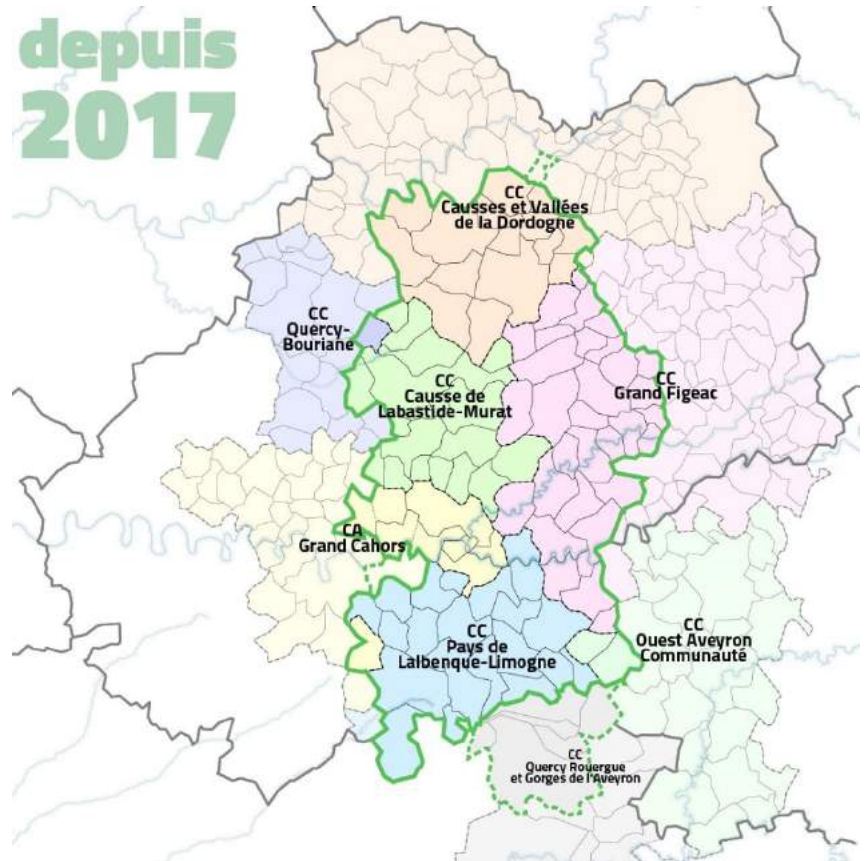 depuis
2017
CC
Causses et Vallées
de la Dordogne
CC
Quercy-
Bouriane
CC
Causse de
Labastide-Murat
CC
Grand Figeac
CA
Grand Cahors
CC
Pays de
Lalbenque-Limogne
CC
Ouest Aveyron
Communauté
CC
Quercy Rouergue
et Gorges de l'Aveyron